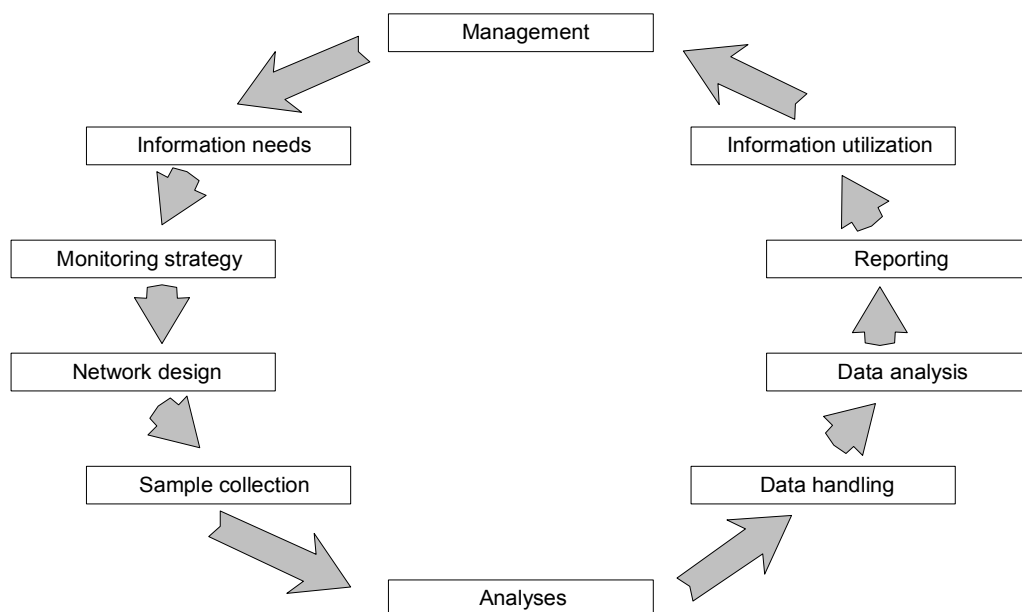 Management
Information needs
Information utilization
Monitoring strategy
Reporting
Network design
Data analysis
Sample collection
Data handling
Analyses